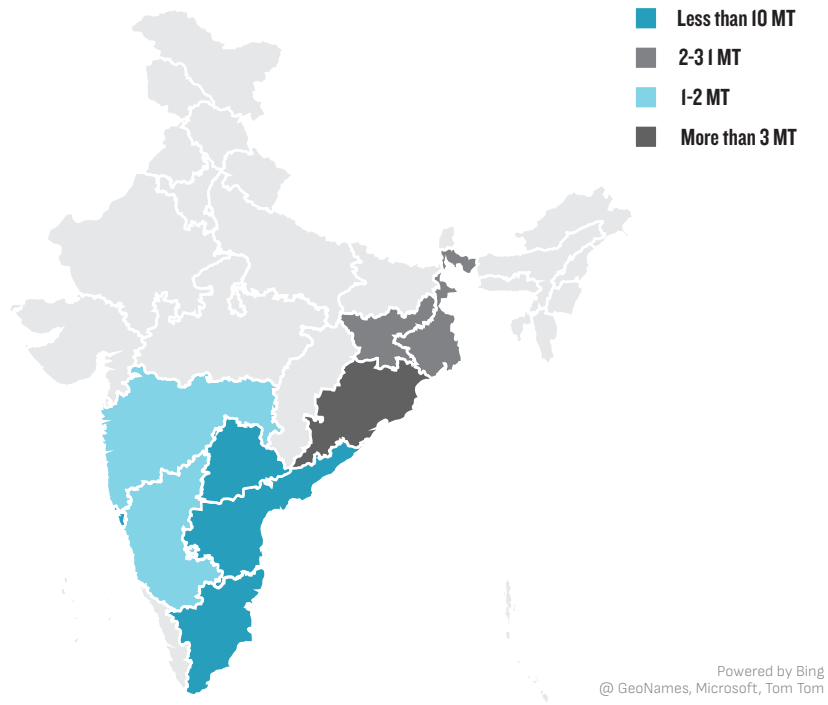 Less than 10 MT
2-3 1 MT
1-2 MT
More than 3 MT
Powered by Bing
@ GeoNames, Microsoft, Tom Tom